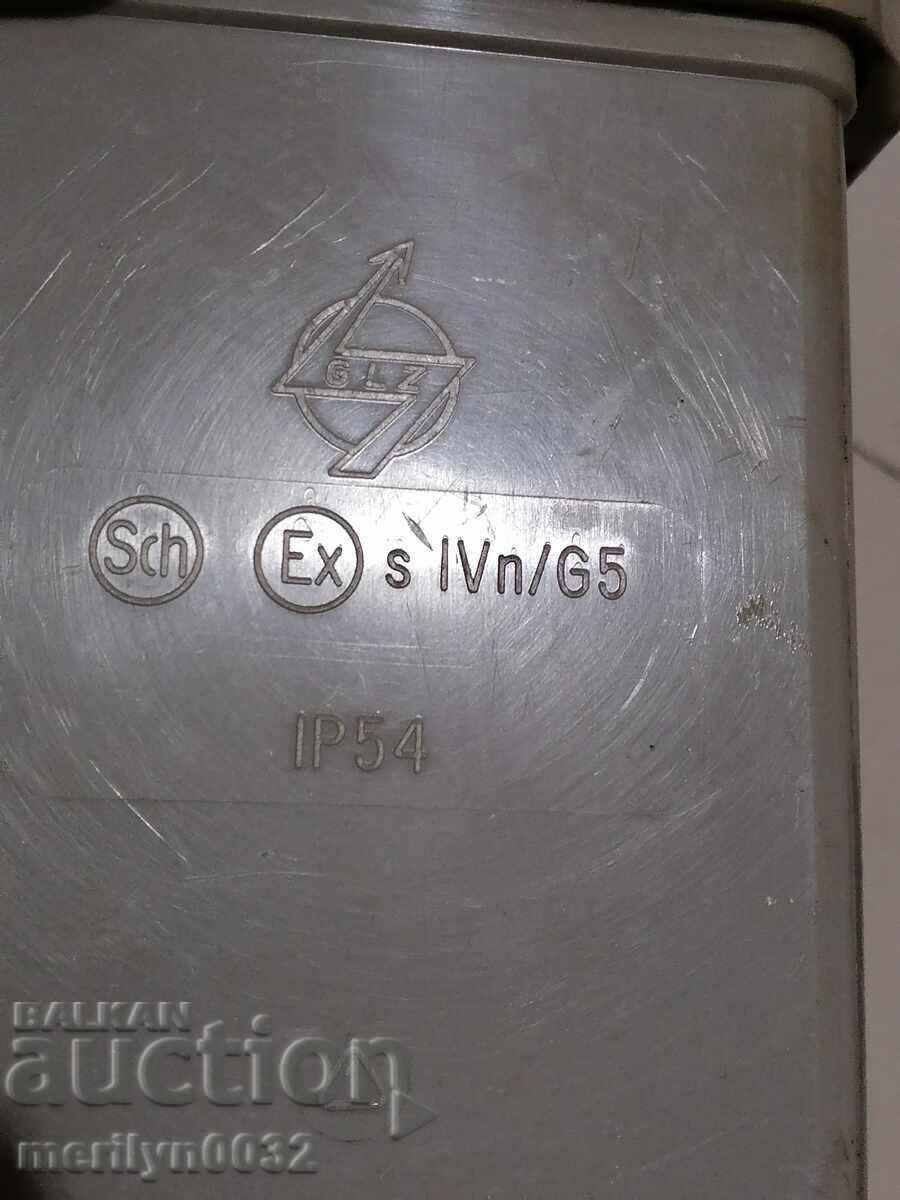 GLZ
Sch Ex s IVn/G5
IP54
BALKAN
auction
merilyn0032